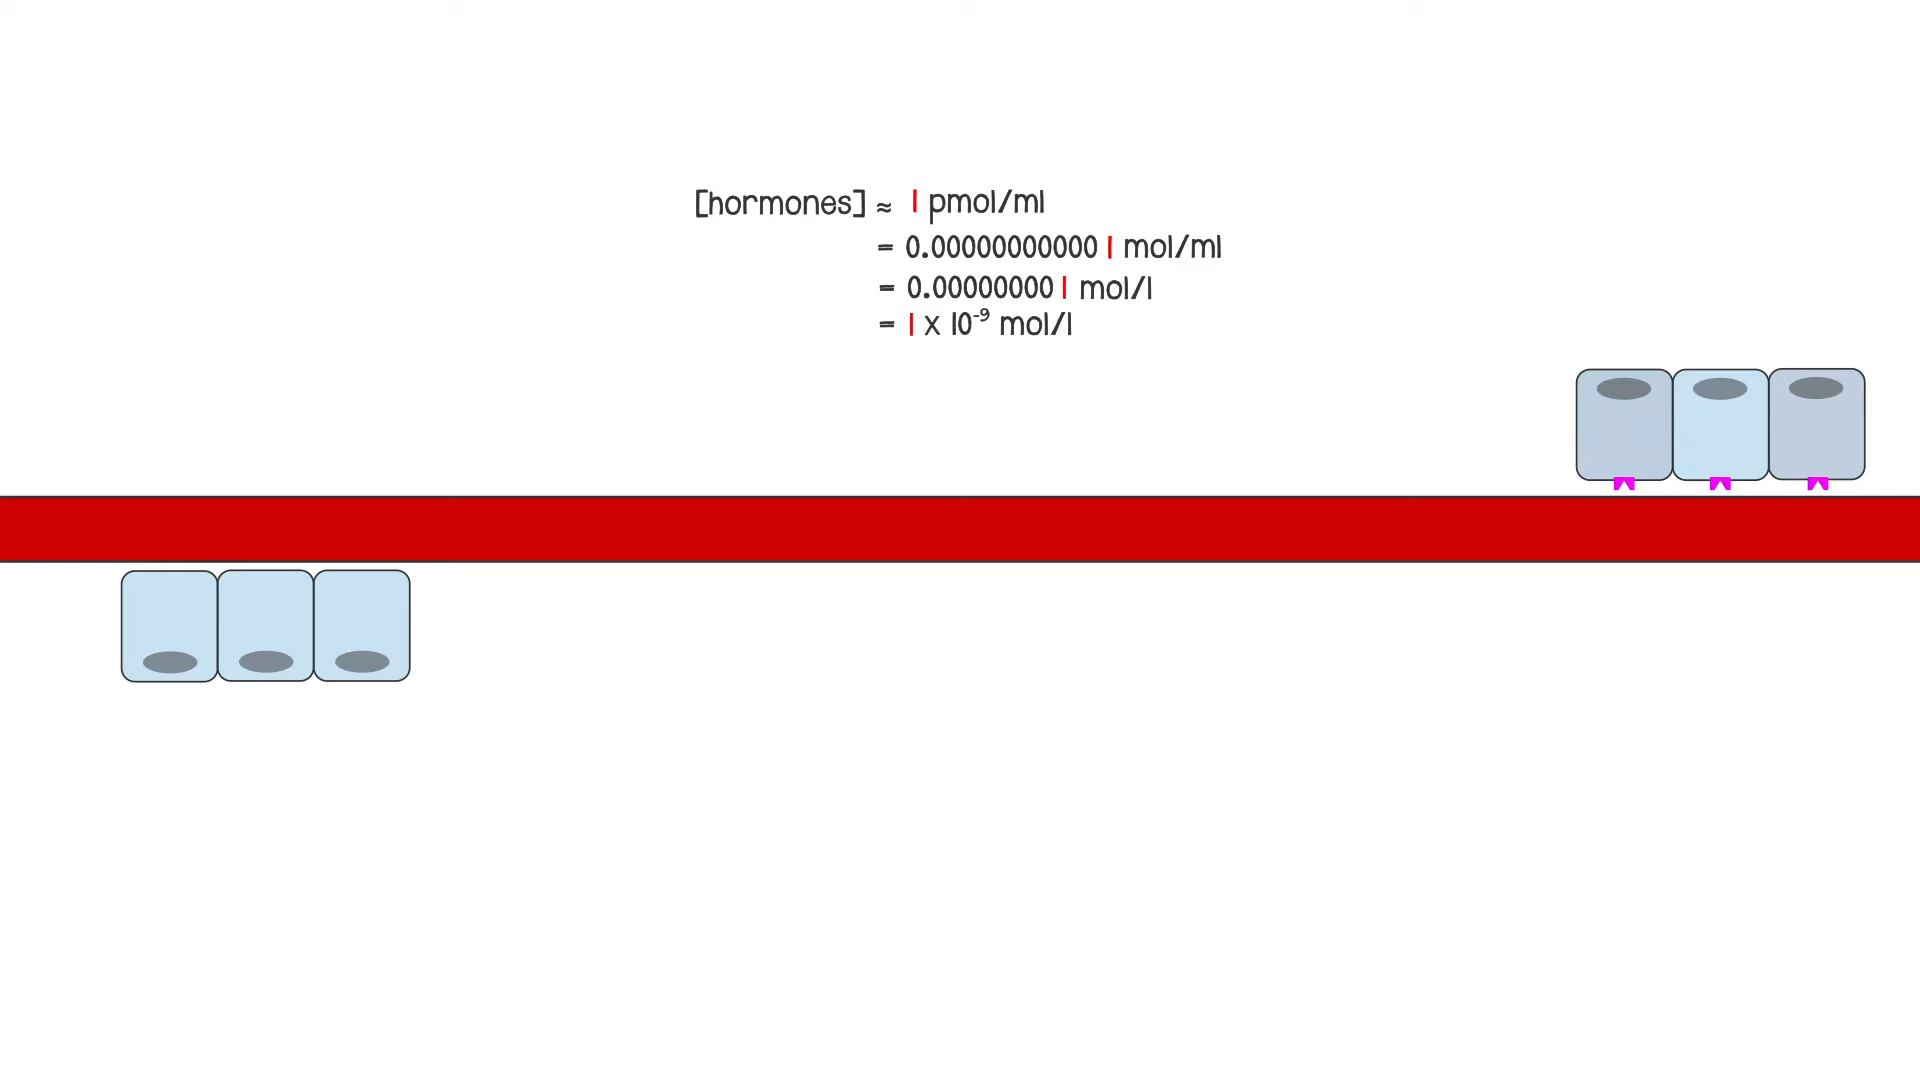 [hormones] ≈ 1 pmol/ml
= 0.000000000001 mol/ml
= 0.000000001 mol/l
= 1 x 10⁻⁹ mol/l